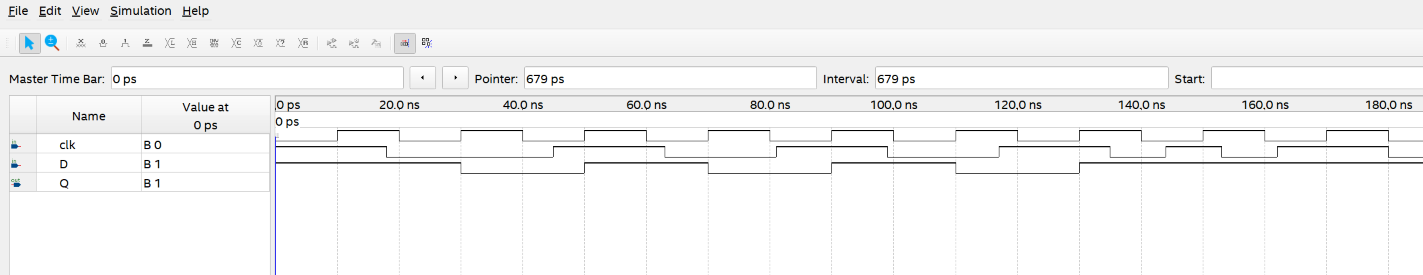 File Edit View Simulation Help
Master Time Bar: 0 ps Pointer: 679 ps Interval: 679 ps Start:
Name Value at 0 ps
0 ps 20.0 ns 40.0 ns 60.0 ns 80.0 ns 100.0 ns 120.0 ns 140.0 ns 160.0 ns 180.0 ns
0 ps
clk B 0
D B 1
Q B 1